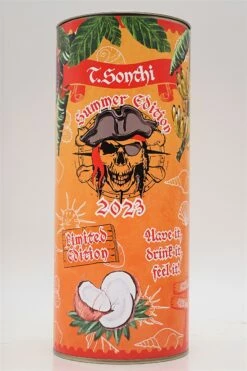 T.Sonthi
Summer Edition
2023
Limited
Edition
Have it,
drink it,
feel it!